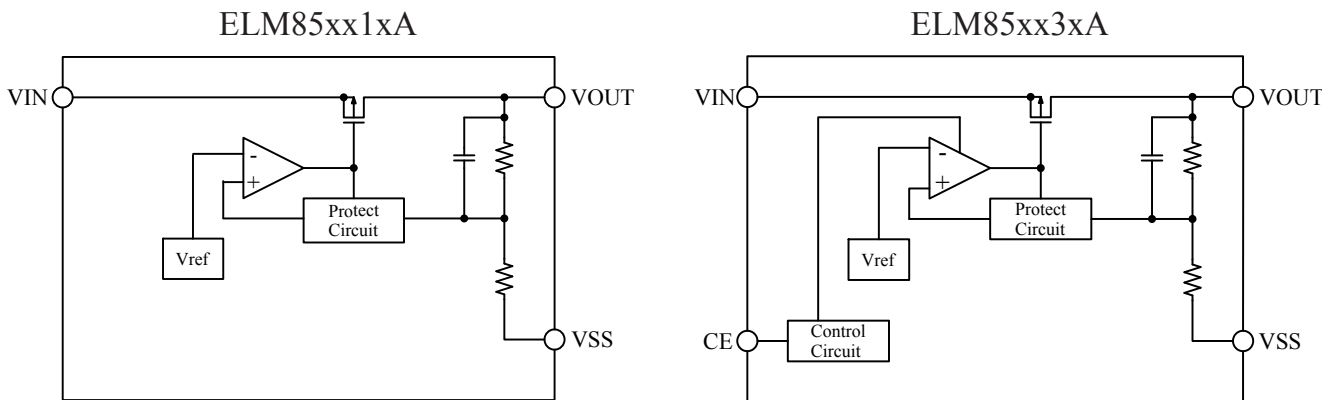 ELM85xx1xA
VIN
VOUT
-
+
Protect
Circuit
Vref
VSS
ELM85xx3xA
VIN
VOUT
-
+
Protect
Circuit
Vref
CE
Control
Circuit
VSS